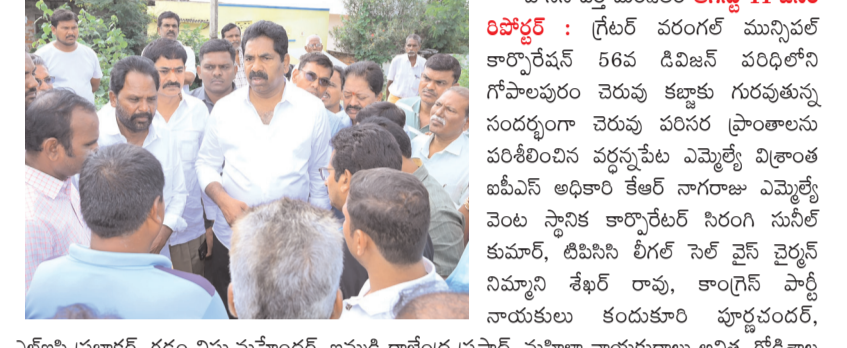 రిపోర్టర్ : గ్రేటర్ వరంగల్ మున్సిపల్
కార్పొరేషన్ 56వ డివిజన్ పరిధిలోని
గోపాలపురం చెరువు కబ్జాకు గురవుతున్న
సందర్భంగా చెరువు పరిసర ప్రాంతాలను
పరిశీలించిన వర్ధన్నపేట ఎమ్మెల్యే విశ్రాంత
ఐపీఎస్ అధికారి కేఆర్ నాగరాజు ఎమ్మెల్యే
వెంట స్థానిక కార్పొరేటర్ సిరంగి సునీల్
కుమార్, టిపిసిసి లీగల్ సెల్ వైస్ చైర్మన్
నిమ్మాని శేఖర్ రావు, కాంగ్రెస్ పార్టీ
నాయకులు కందుకూరి పూర్ణచందర్,